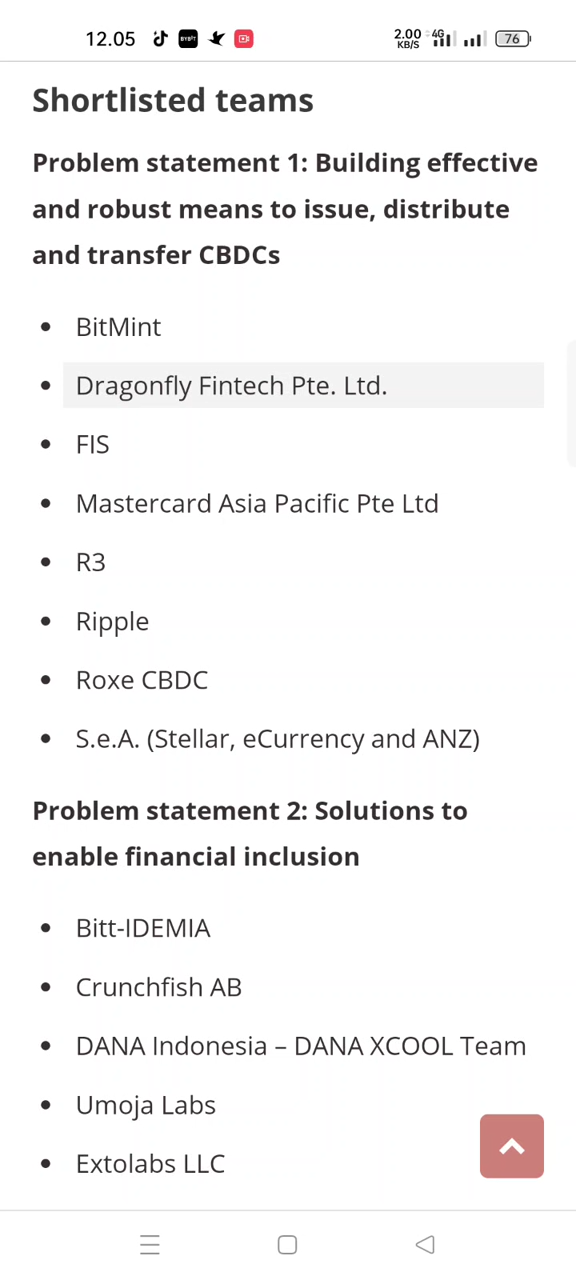 12.05
BYBIT
2.00
KB/S
4G
76
Shortlisted teams
Problem statement 1: Building effective
and robust means to issue, distribute
and transfer CBDCs
BitMint
Dragonfly Fintech Pte. Ltd.
FIS
Mastercard Asia Pacific Pte Ltd
R3
Ripple
Roxe CBDC
S.e.A. (Stellar, eCurrency and ANZ)
Problem statement 2: Solutions to
enable financial inclusion
Bitt-IDEMIA
Crunchfish AB
DANA Indonesia – DANA XCOOL Team
Umoja Labs
Extolabs LLC